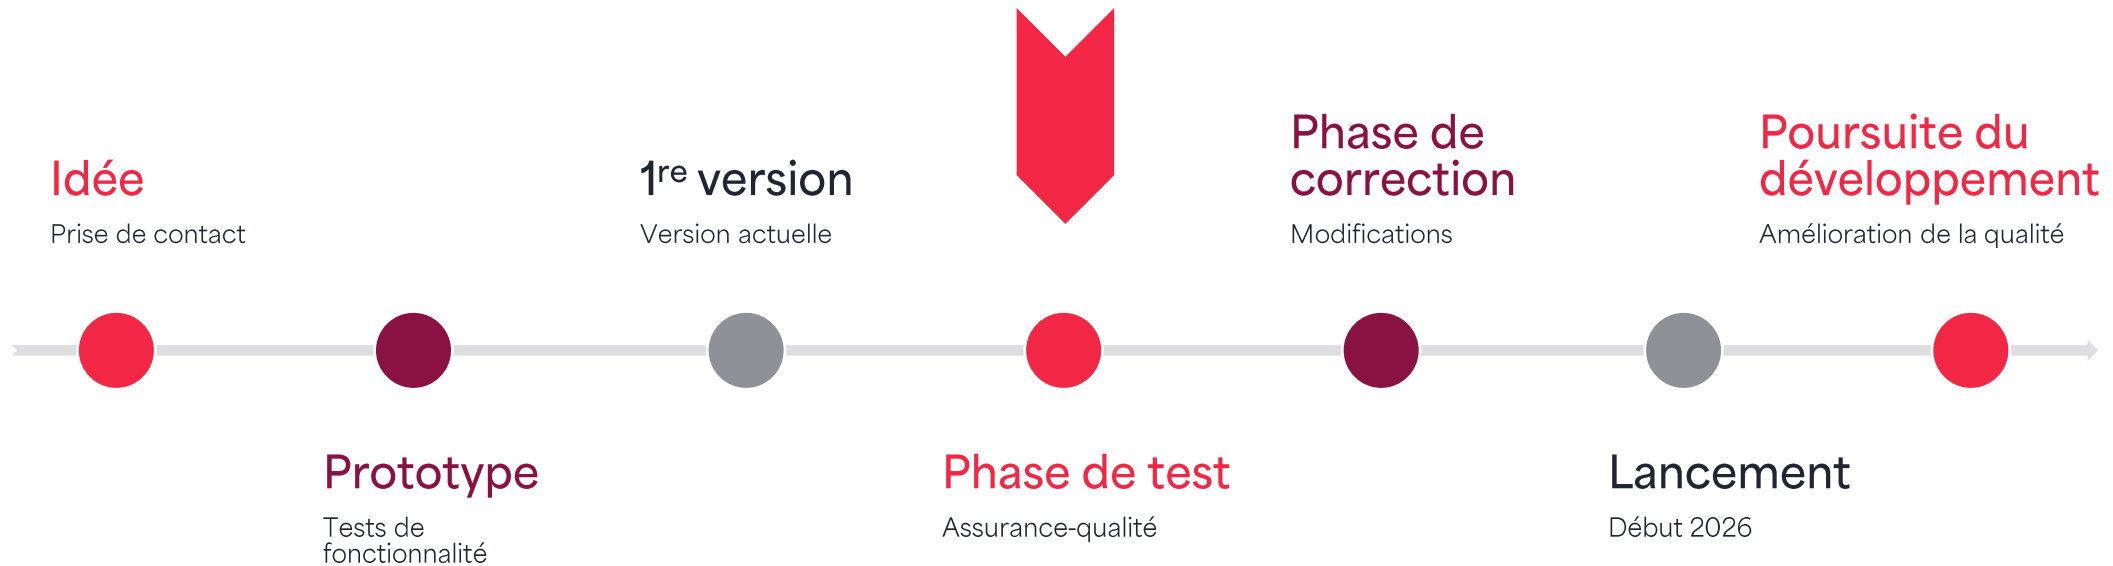 Idée
Prise de contact
Prototype
Tests de
fonctionnalité
1re version
Version actuelle
Phase de test
Assurance-qualité
Phase de
correction
Modifications
Lancement
Début 2026
Poursuite du
développement
Amélioration de la qualité